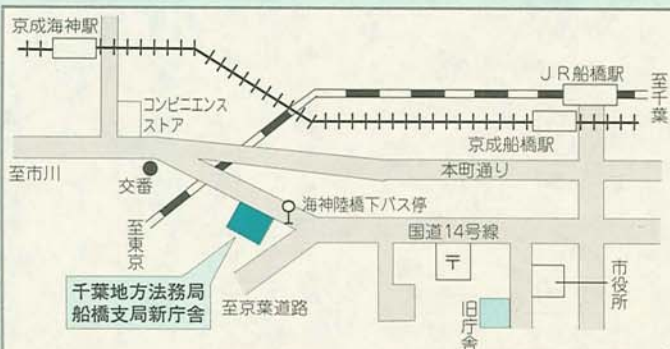 京成海神駅
JR船橋駅
至千葉
コンビニエンス
ストア
京成船橋駅
至市川
交番
本町通り
海神陸橋下バス停
至東京
国道14号線
〒
市役所
千葉地方法務局
船橋支局新庁舎
至京葉道路
旧庁舎